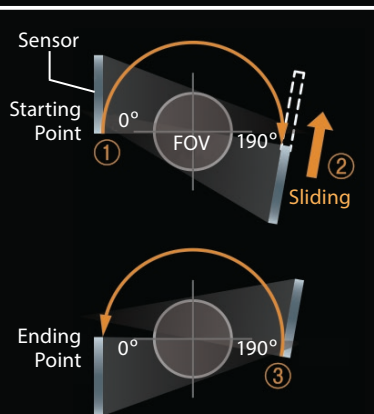 Sensor
Starting
Point
0°
FOV
190°
①
②
Sliding
Ending
Point
0°
190°
③